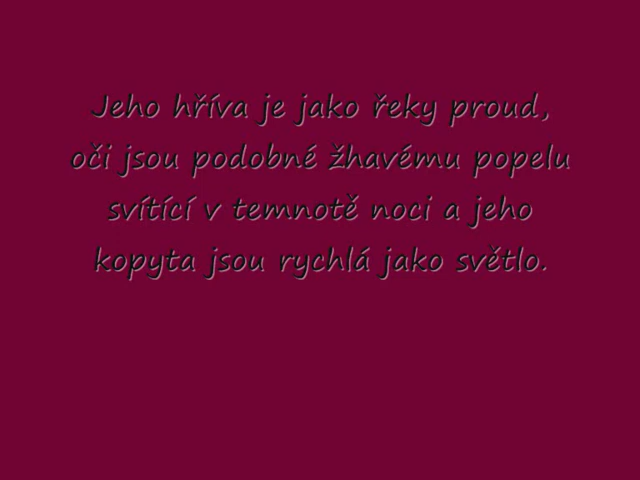 Jeho hříva je jako řeky proud,
oči jsou podobné žhavému popelu
svítící v temnotě noci a jeho
kopyta jsou rychlá jako světlo.